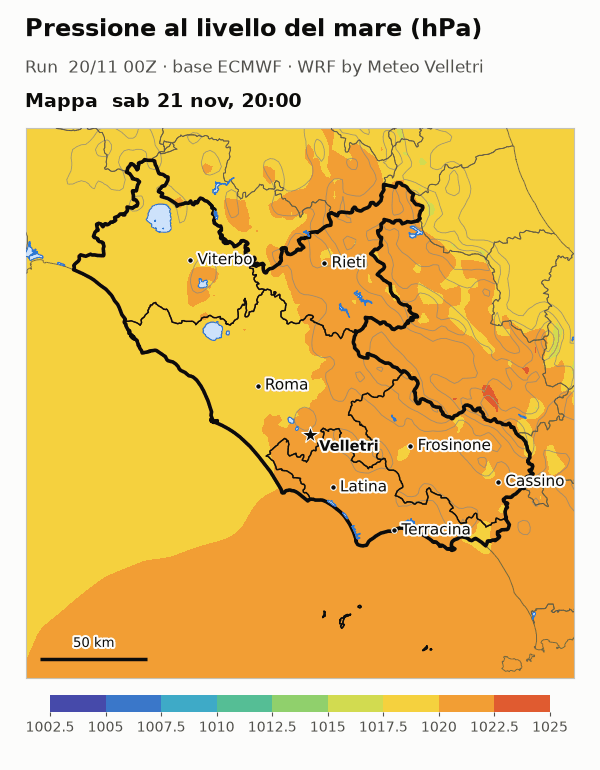 Pressione al livello del mare (hPa)
Run 20/11 00Z · base ECMWF · WRF by Meteo Velletri
Mappa sab 21 nov, 20:00
Viterbo
Rieti
Roma
Velletri
Frosinone
Latina
Cassino
Terracina
50 km
1002.5 1005 1007.5 1010 1012.5 1015 1017.5 1020 1022.5 1025